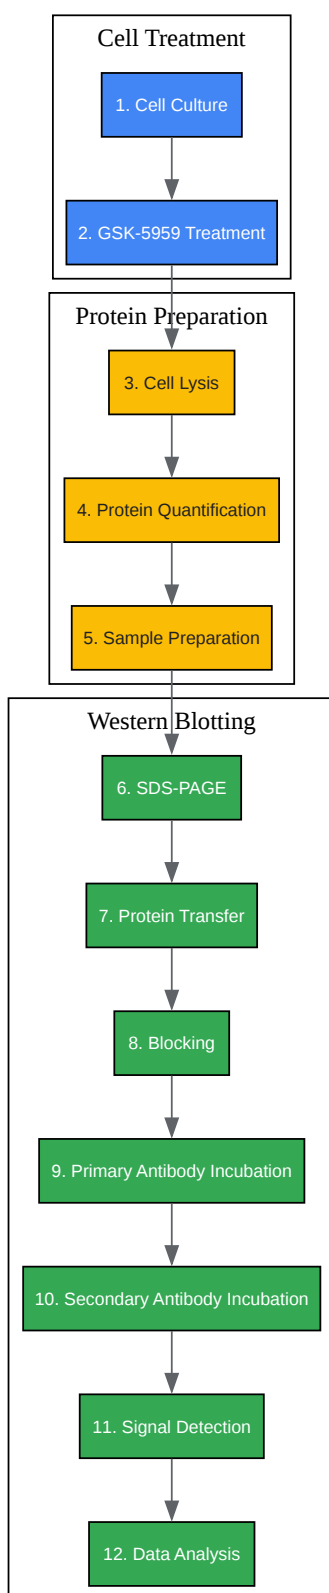 Cell Treatment
1. Cell Culture
2. GSK-5959 Treatment
Protein Preparation
3. Cell Lysis
4. Protein Quantification
5. Sample Preparation
Western Blotting
6. SDS-PAGE
7. Protein Transfer
8. Blocking
9. Primary Antibody Incubation
10. Secondary Antibody Incubation
11. Signal Detection
12. Data Analysis